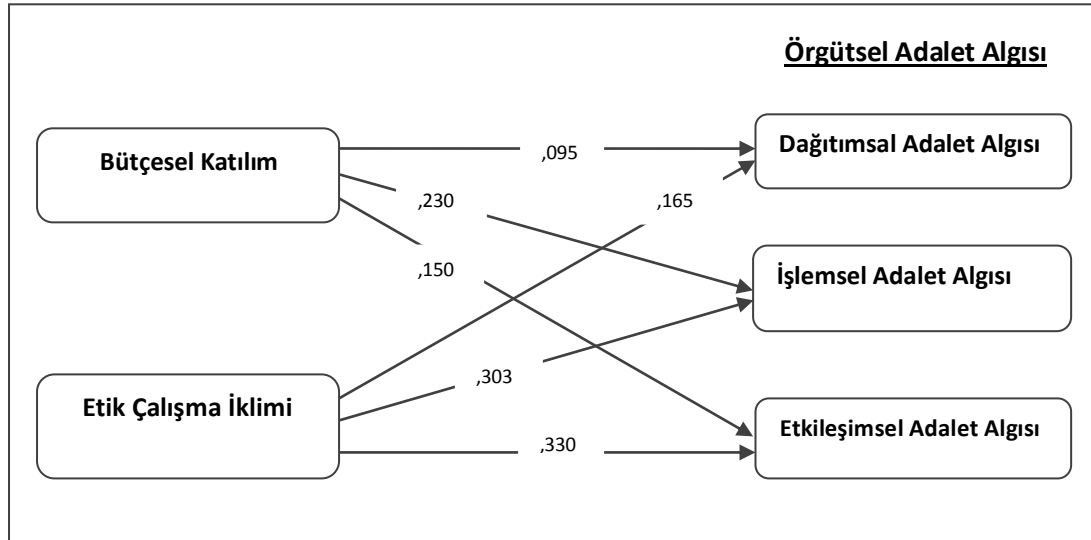 Örgütsel Adalet Algısı
Bütçesel Katılım
Dağıtımsal Adalet Algısı
,095
,230
,165
,150
İşlemsel Adalet Algısı
,303
Etik Çalışma İklimi
Etkileşimsel Adalet Algısı
,330